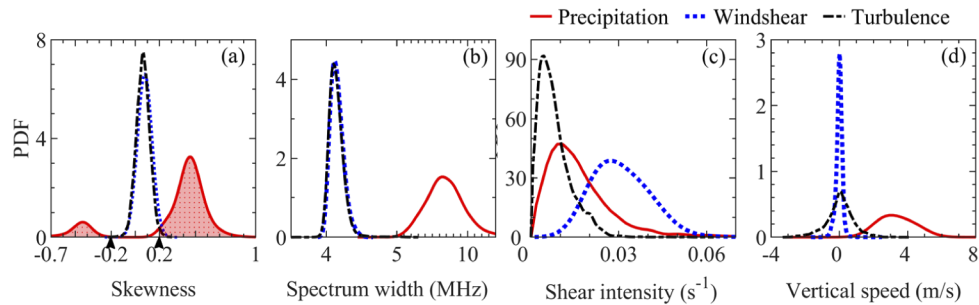 Precipitation Windshear Turbulence
(a) (b) (c) (d)
PDF
8
4
0
-0.7 -0.2 0.2 1
Skewness
4
2
0
4 10
Spectrum width (MHz)
90
60
30
0
0 0.03 0.06
Shear intensity (s⁻¹)
3
2
1
0
-4 0 4 8
Vertical speed (m/s)